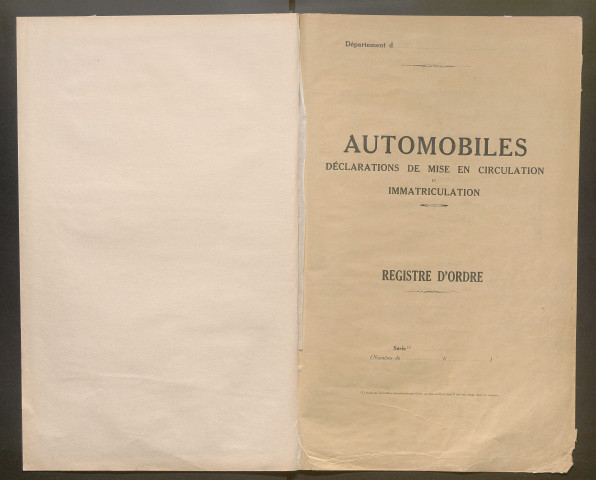 Département d
AUTOMOBILES
DÉCLARATIONS DE MISE EN CIRCULATION
ET
IMMATRICULATION
REGISTRE D'ORDRE
Série
(Numéros de à )